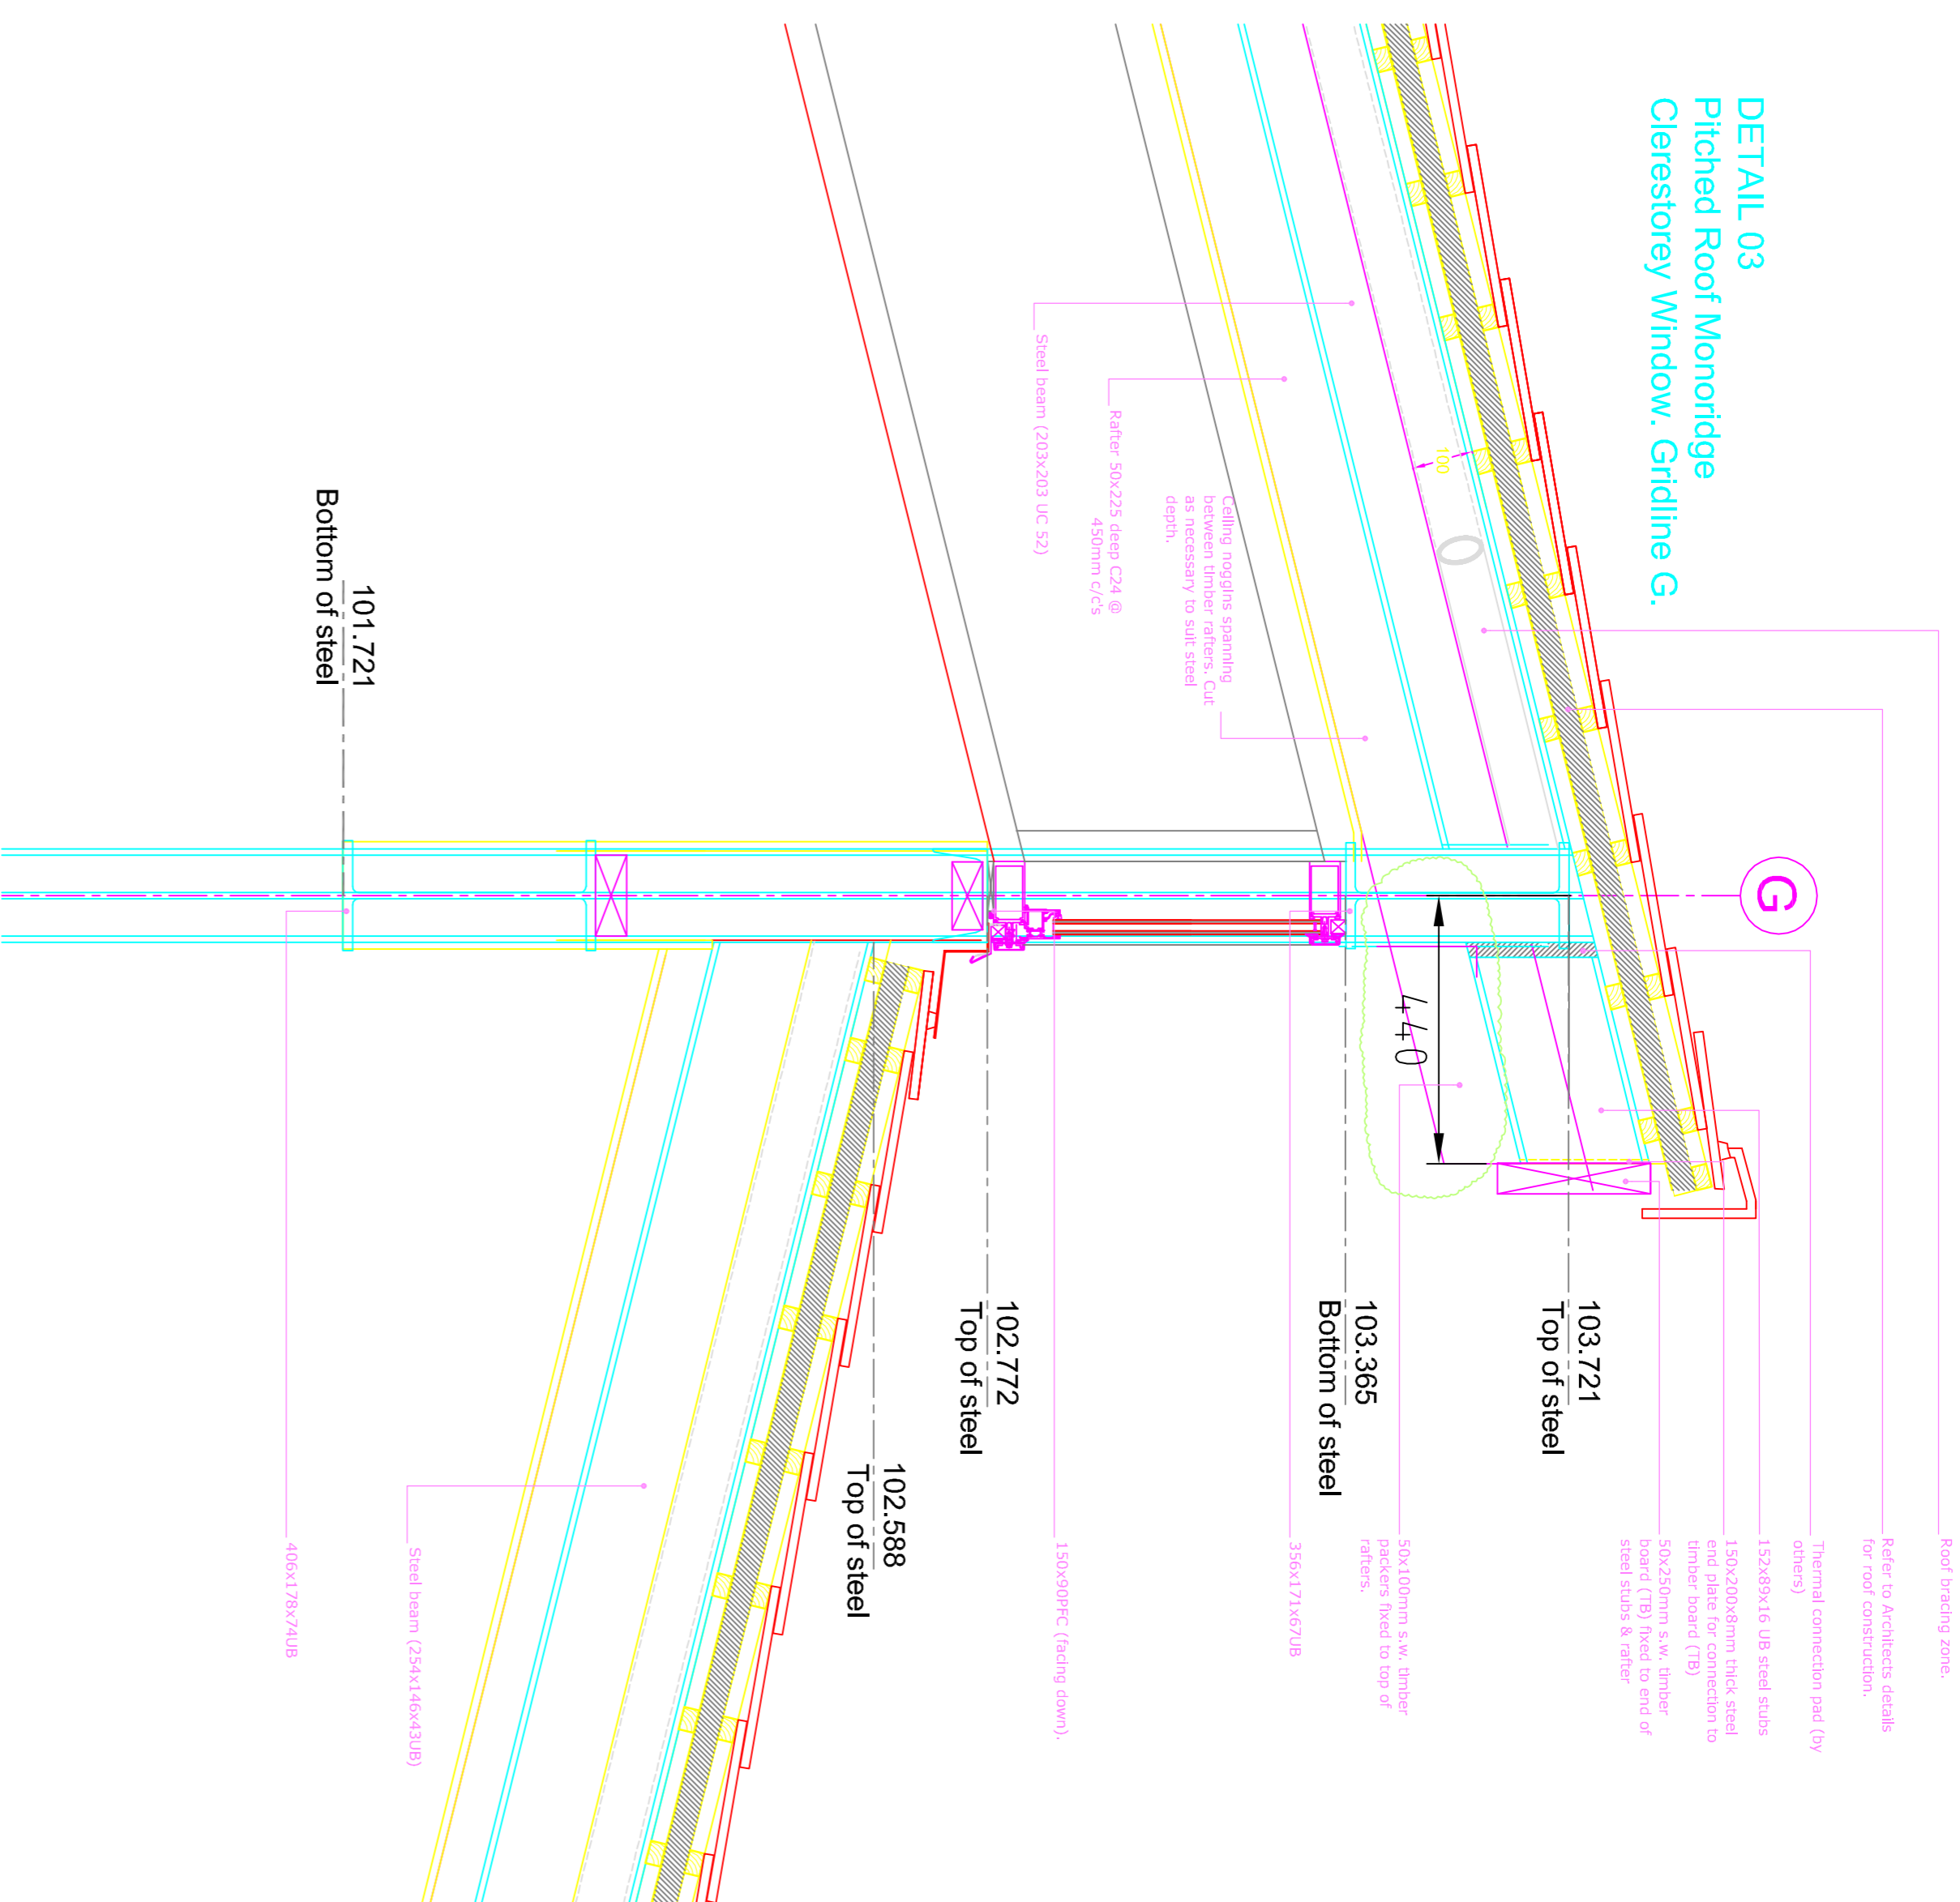 DETAIL 03
Pitched Roof Monoridge
Clerestorey Window. Gridline G.
Roof bracing zone.
Refer to Architects details
for roof construction.
Thermal connection pad (by
others)
152x89x16 UB steel stubs
150x200x8mm thick steel
end plate for connection to
timber board (TB)
50x250mm s.w. timber
board (TB) fixed to end of
steel stubs & rafter
50x100mm s.w. timber
packers fixed to top of
rafters.
356x171x67UB
150x90PFC (facing down).
Steel beam (254x146x43UB)
406x178x74UB
G
100
0
440
103.721
Top of steel
103.365
Bottom of steel
102.772
Top of steel
102.588
Top of steel
101.721
Bottom of steel
Ceiling noggins spanning
between timber rafters. Cut
as necessary to suit steel
depth.
Rafter 50x225 deep C24 @
450mm c/c's
Steel beam (203x203 UC 52)